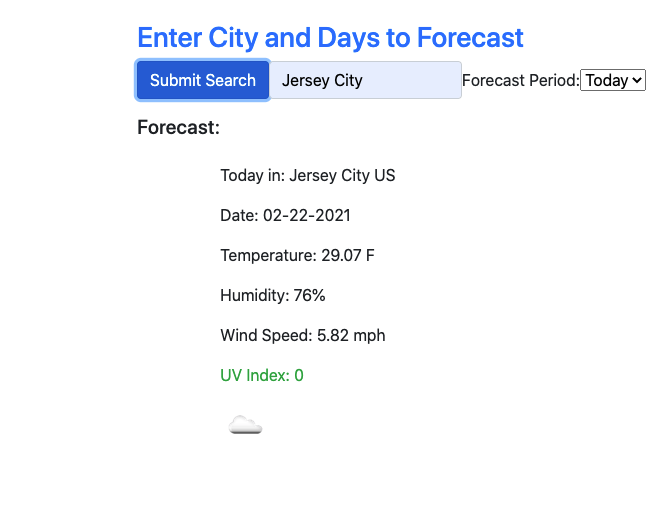 Enter City and Days to Forecast
Submit Search Jersey City Forecast Period: Today
Forecast:
Today in: Jersey City US
Date: 02-22-2021
Temperature: 29.07 F
Humidity: 76%
Wind Speed: 5.82 mph
UV Index: 0